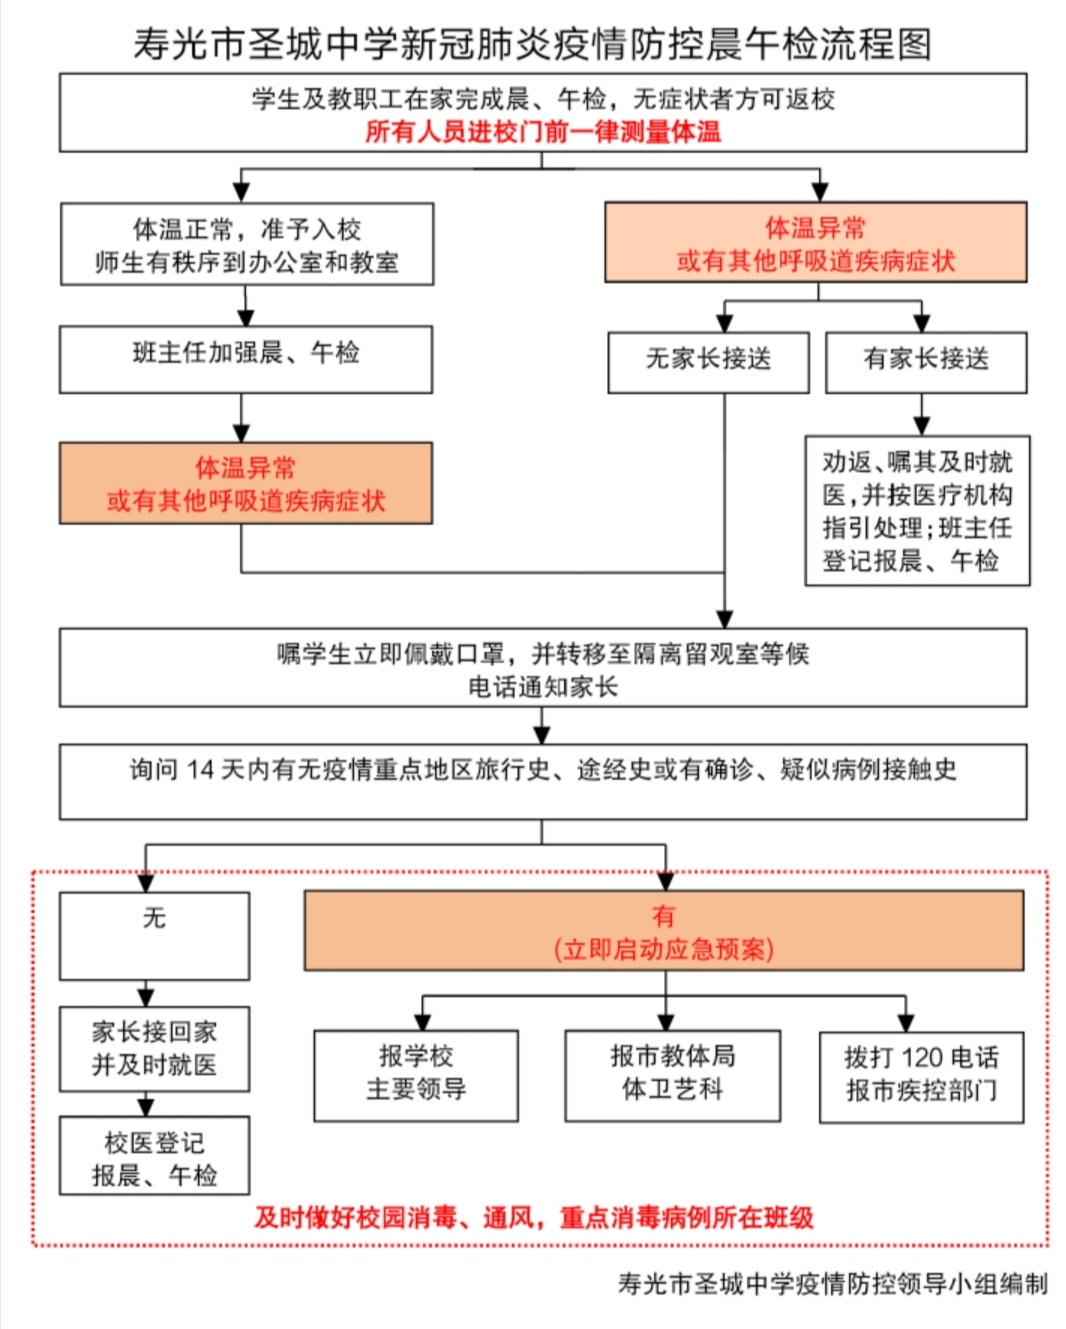 寿光市圣城中学新冠肺炎疫情防控晨午检流程图
学生及教职工在家完成晨、午检，无症状者方可返校
所有人员进校门前一律测量体温
体温正常，准予入校
师生有秩序到办公室和教室
体温异常
或有其他呼吸道疾病症状
班主任加强晨、午检
无家长接送
有家长接送
体温异常
或有其他呼吸道疾病症状
劝返、嘱其及时就
医，并按医疗机构
指引处理；班主任
登记报晨、午检
嘱学生立即佩戴口罩，并转移至隔离留观室等候
电话通知家长
询问 14 天内有无疫情重点地区旅行史、途经史或有确诊、疑似病例接触史
无
有
(立即启动应急预案)
家长接回家
并及时就医
报学校
主要领导
报市教体局
体卫艺科
拨打 120 电话
报市疾控部门
校医登记
报晨、午检
及时做好校园消毒、通风，重点消毒病例所在班级
寿光市圣城中学疫情防控领导小组编制